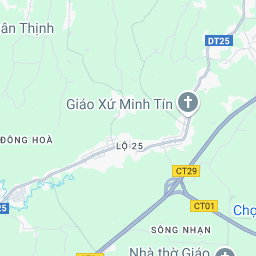 ân Thịnh
DT25
Giáo Xứ Minh Tín
ĐÔNG HOÀ
LỘ 25
CT29
25
CT01
Chợ
SÔNG NHẠN
Nhà thờ Giáo